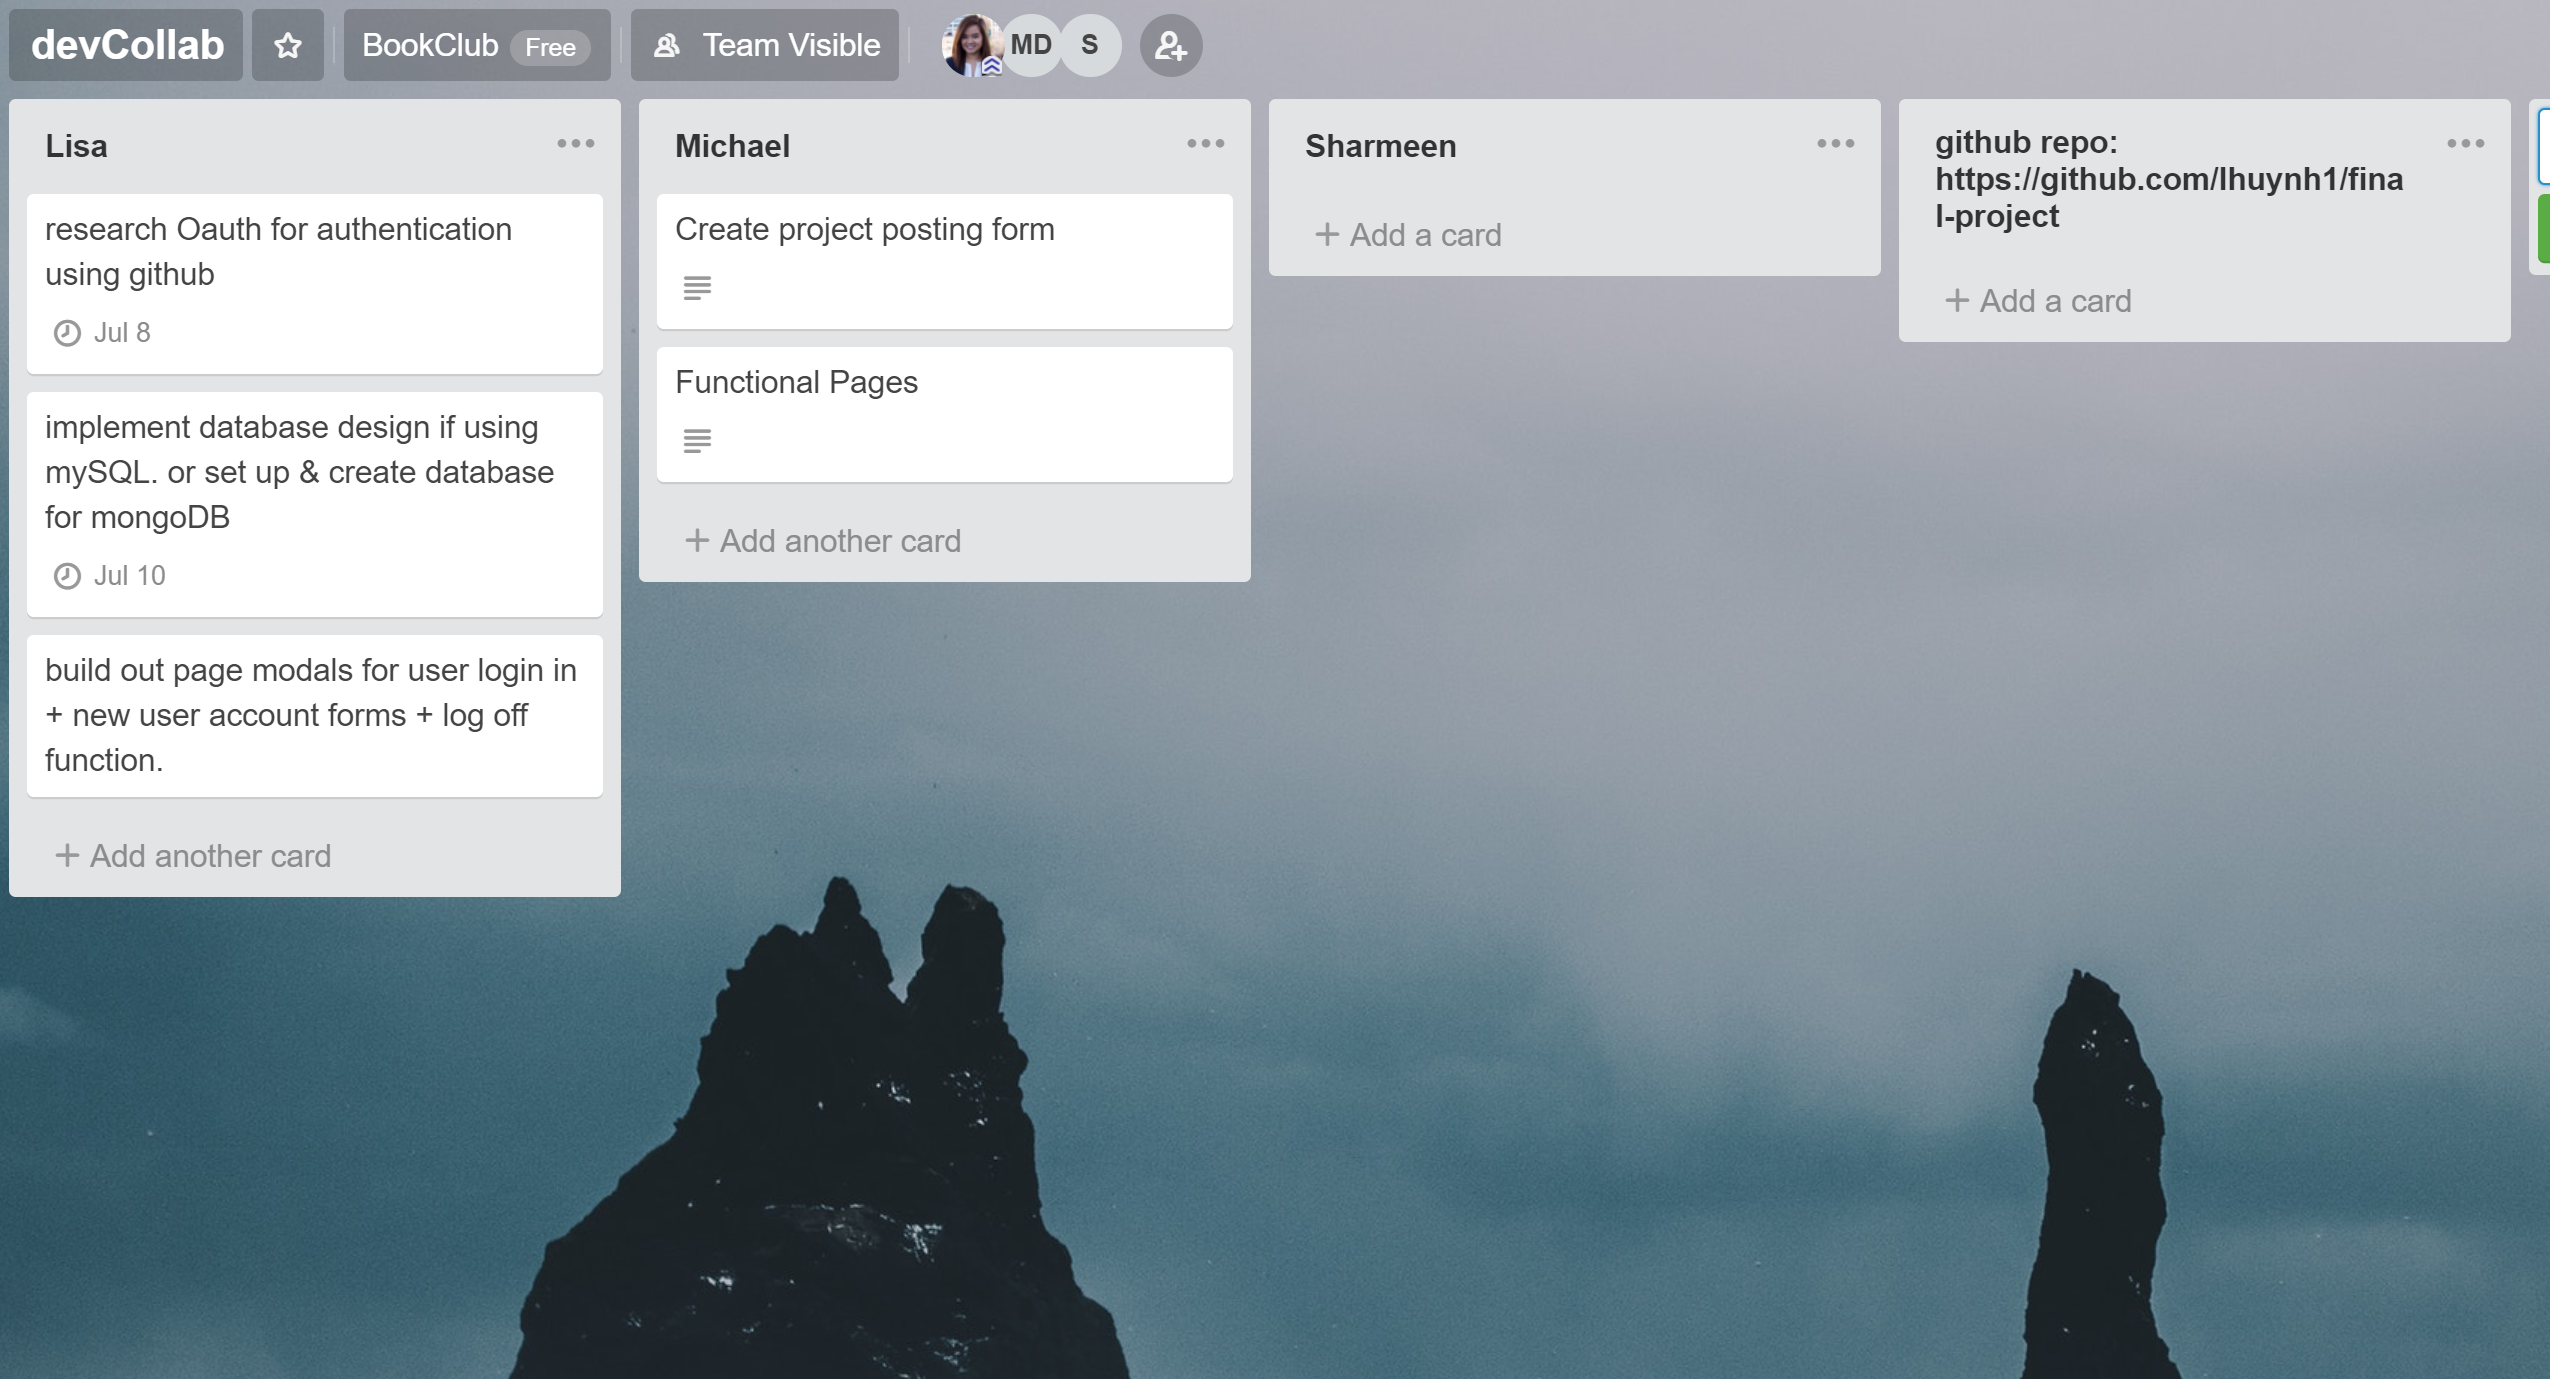 devCollab
BookClub Free
Team Visible
MD
S
Lisa
research Oauth for authentication
using github
Jul 8
implement database design if using
mySQL. or set up & create database
for mongoDB
Jul 10
build out page modals for user login in
+ new user account forms + log off
function.
+ Add another card
Michael
Create project posting form
Functional Pages
+ Add another card
Sharmeen
+ Add a card
github repo:
https://github.com/lhuynh1/fina
l-project
+ Add a card